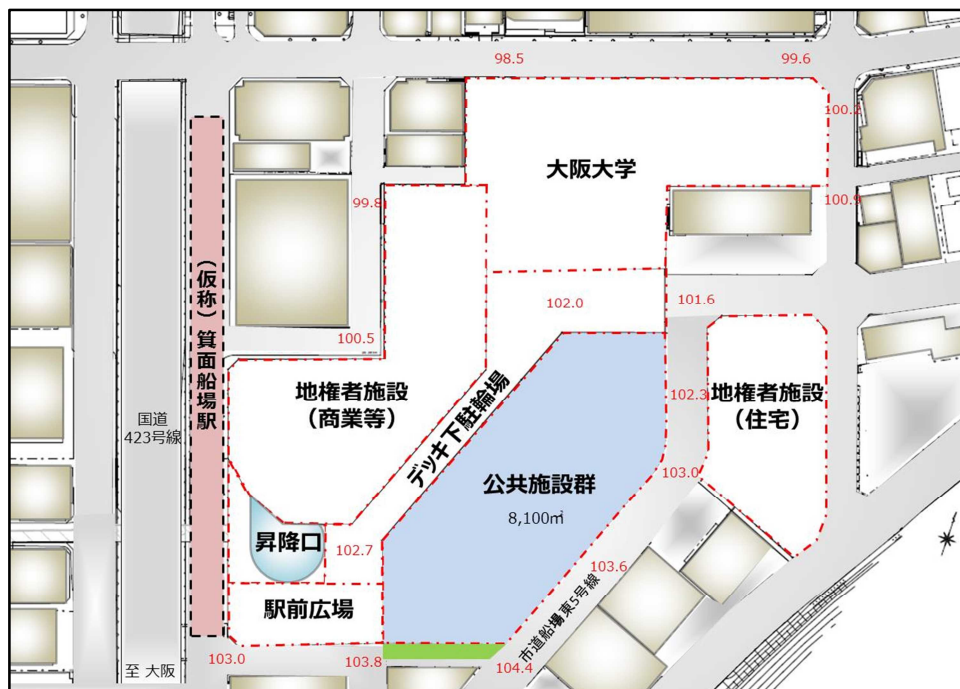 98.5
99.6
100.2
大阪大学
99.8
100.9
(仮称)箕面船場駅
102.0
101.6
100.5
地権者施設
(商業等)
デッキ下駐輪場
102.3
地権者施設
(住宅)
国道
423号線
公共施設群
8,100㎡
103.0
昇降口
102.7
103.6
市道船場東5号線
駅前広場
103.0
103.8
104.4
至 大阪